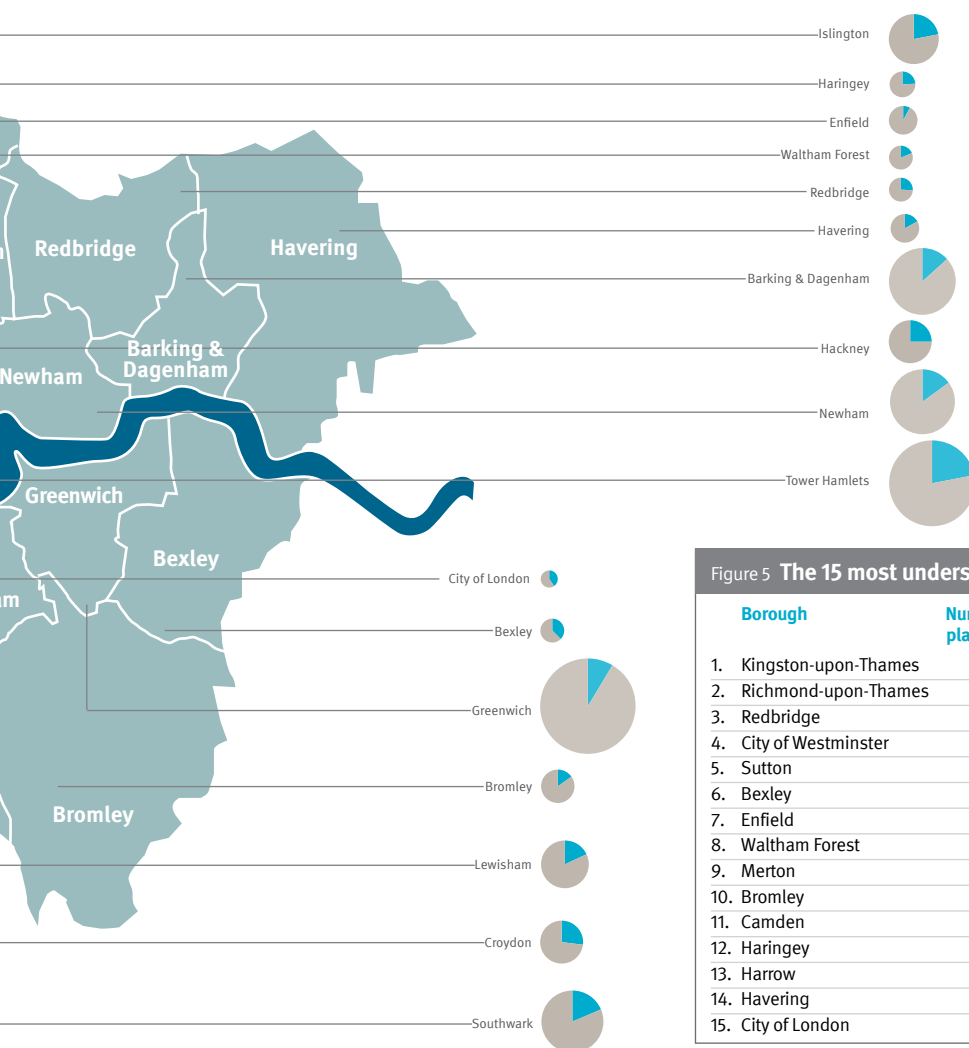 Islington
Haringey
Enfield
Waltham Forest
Redbridge
Havering
Barking & Dagenham
Hackney
Newham
Tower Hamlets
Redbridge
Havering
Barking &
Dagenham
Newham
Greenwich
Bexley
Bromley
City of London
Bexley
Greenwich
Bromley
Lewisham
Croydon
Southwark
Figure 5 The 15 most unders
Borough
Nu
pla
1. Kingston-upon-Thames
2. Richmond-upon-Thames
3. Redbridge
4. City of Westminster
5. Sutton
6. Bexley
7. Enfield
8. Waltham Forest
9. Merton
10. Bromley
11. Camden
12. Haringey
13. Harrow
14. Havering
15. City of London